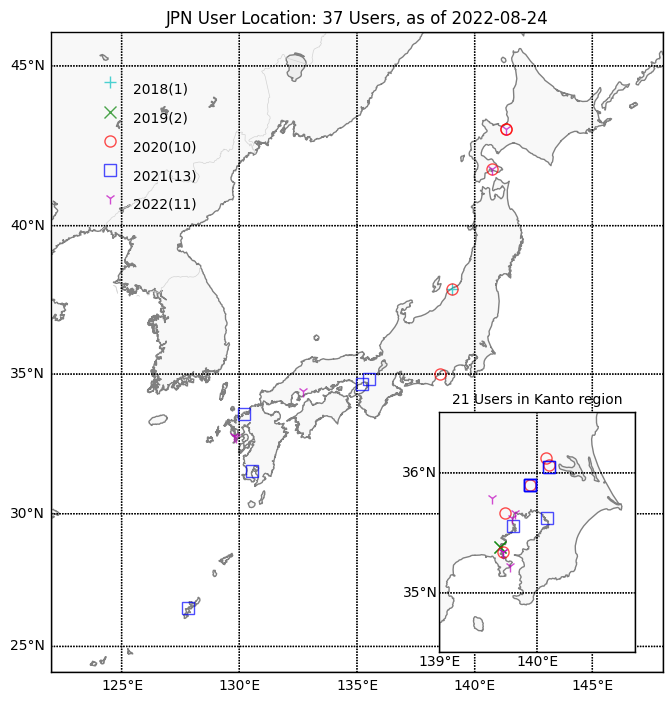 JPN User Location: 37 Users, as of 2022-08-24
45°N
2018(1)
2019(2)
2020(10)
2021(13)
2022(11)
40°N
35°N
21 Users in Kanto region
36°N
30°N
35°N
25°N
139°E 140°E
125°E 130°E 135°E 140°E 145°E